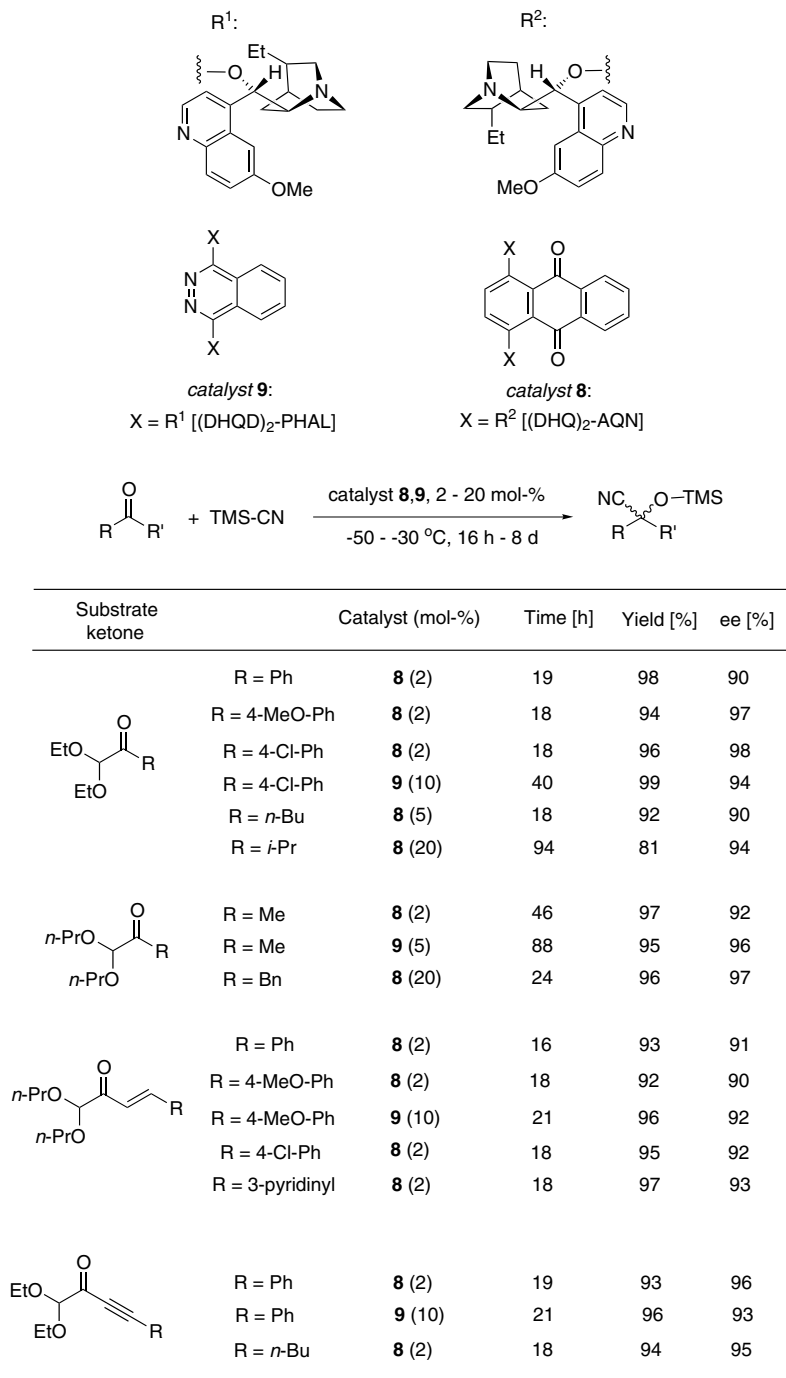 R1:
R2:
Et
O
H
N
N
OMe
N
H
O
Et
N
MeO
X
N
N
X
X
O
X
O
catalyst 9:
X = R1 [(DHQD)2-PHAL]
catalyst 8:
X = R2 [(DHQ)2-AQN]
O
R R' + TMS-CN
catalyst 8,9, 2 - 20 mol-%
-50 - -30 oC, 16 h - 8 d
NC O-TMS
R R'
Substrate ketone Catalyst (mol-%) Time [h] Yield [%] ee [%]
O
EtO
R
EtO
R = Ph 8 (2) 19 98 90
R = 4-MeO-Ph 8 (2) 18 94 97
R = 4-Cl-Ph 8 (2) 18 96 98
R = 4-Cl-Ph 9 (10) 40 99 94
R = n-Bu 8 (5) 18 92 90
R = i-Pr 8 (20) 94 81 94
O
n-PrO
R
n-PrO
R = Me 8 (2) 46 97 92
R = Me 9 (5) 88 95 96
R = Bn 8 (20) 24 96 97
O
n-PrO
R
n-PrO
R = Ph 8 (2) 16 93 91
R = 4-MeO-Ph 8 (2) 18 92 90
R = 4-MeO-Ph 9 (10) 21 96 92
R = 4-Cl-Ph 8 (2) 18 95 92
R = 3-pyridinyl 8 (2) 18 97 93
O
EtO
EtO
R
R = Ph 8 (2) 19 93 96
R = Ph 9 (10) 21 96 93
R = n-Bu 8 (2) 18 94 95